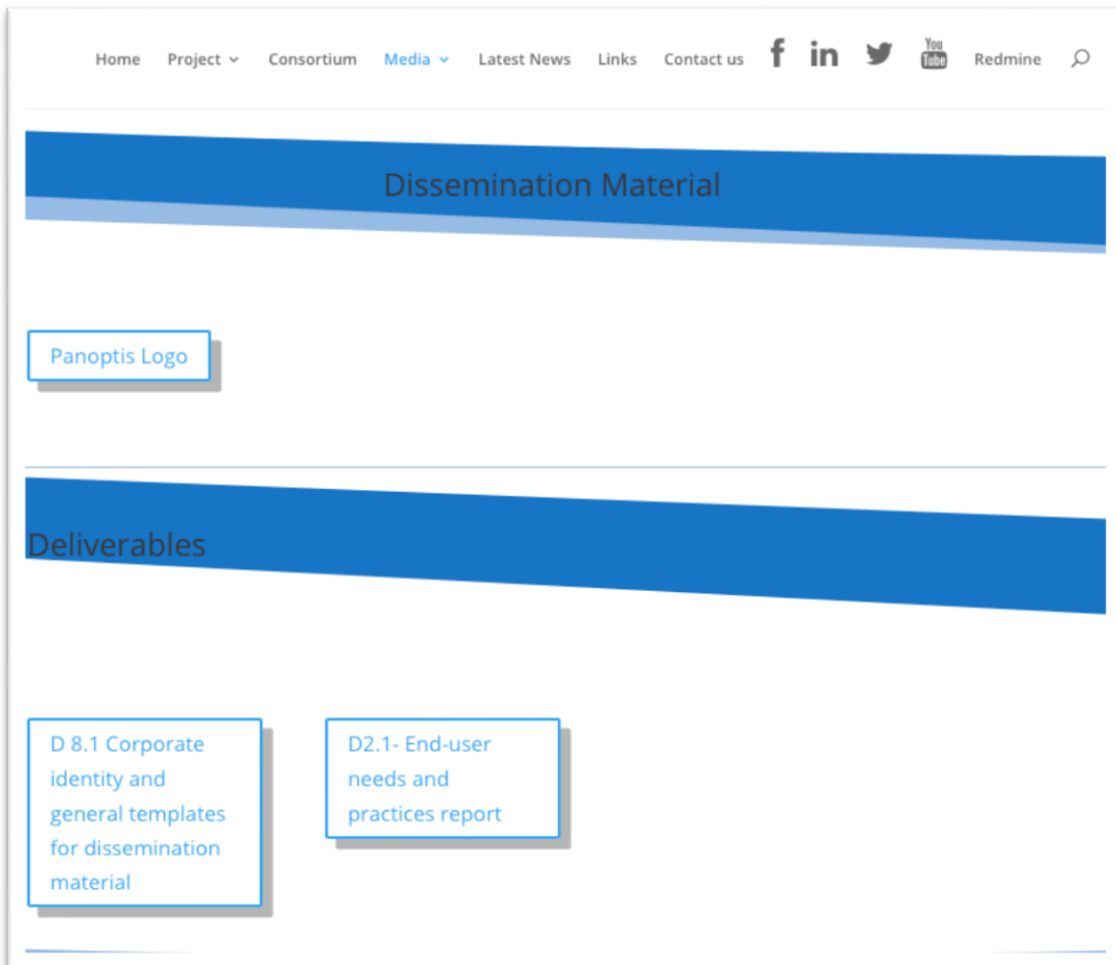 Home Project Consortium Media Latest News Links Contact us f in You Tube Redmine
Dissemination Material
Panoptis Logo
Deliverables
D 8.1 Corporate
identity and
general templates
for dissemination
material
D2.1- End-user
needs and
practices report